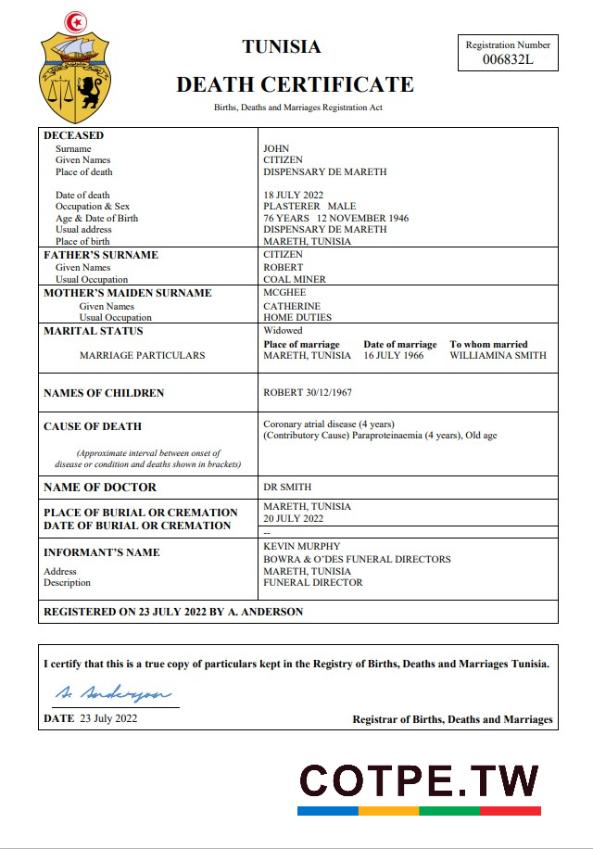 TUNISIA
DEATH CERTIFICATE
Births, Deaths and Marriages Registration Act
Registration Number
006832L
DECEASED
Surname JOHN
Given Names CITIZEN
Place of death DISPENSARY DE MARETH
Date of death 18 JULY 2022
Occupation & Sex PLASTERER MALE
Age & Date of Birth 76 YEARS 12 NOVEMBER 1946
Usual address DISPENSARY DE MARETH
Place of birth MARETH, TUNISIA
FATHER'S SURNAME CITIZEN
Given Names ROBERT
Usual Occupation COAL MINER
MOTHER'S MAIDEN SURNAME MCGHEE
Given Names CATHERINE
Usual Occupation HOME DUTIES
MARITAL STATUS Widowed
Place of marriage Date of marriage To whom married
MARRIAGE PARTICULARS MARETH, TUNISIA 16 JULY 1966 WILLIAMINA SMITH
NAMES OF CHILDREN ROBERT 30/12/1967
CAUSE OF DEATH Coronary atrial disease (4 years)
(Contributory Cause) Paraproteinaemia (4 years), Old age
(Approximate interval between onset of
disease or condition and deaths shown in brackets)
NAME OF DOCTOR DR SMITH
PLACE OF BURIAL OR CREMATION MARETH, TUNISIA
DATE OF BURIAL OR CREMATION 20 JULY 2022
--
INFORMANT'S NAME KEVIN MURPHY
BOWRA & O'DES FUNERAL DIRECTORS
Address MARETH, TUNISIA
Description FUNERAL DIRECTOR
REGISTERED ON 23 JULY 2022 BY A. ANDERSON
I certify that this is a true copy of particulars kept in the Registry of Births, Deaths and Marriages Tunisia.
A. Anderson
DATE 23 July 2022 Registrar of Births, Deaths and Marriages
COTPE.TW